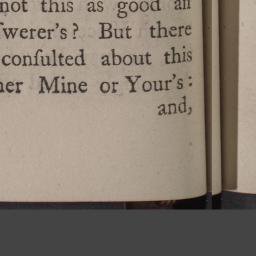 not this as good an
ſwerer's? But there
conſulted about this
her Mine or Your's:
and,